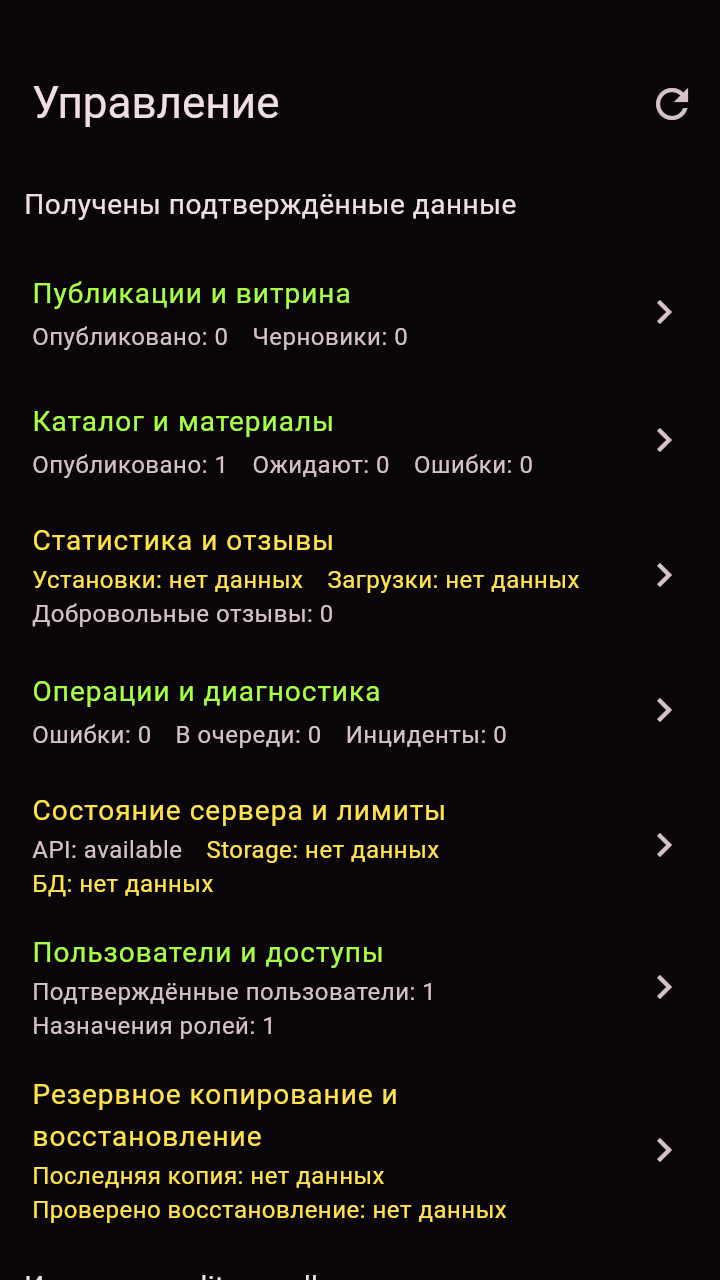 Управление
Получены подтверждённые данные
Публикации и витрина
Опубликовано: 0 Черновики: 0
Каталог и материалы
Опубликовано: 1 Ожидают: 0 Ошибки: 0
Статистика и отзывы
Установки: нет данных Загрузки: нет данных
Добровольные отзывы: 0
Операции и диагностика
Ошибки: 0 В очереди: 0 Инциденты: 0
Состояние сервера и лимиты
API: available Storage: нет данных
БД: нет данных
Пользователи и доступы
Подтверждённые пользователи: 1
Назначения ролей: 1
Резервное копирование и
восстановление
Последняя копия: нет данных
Проверено восстановление: нет данных